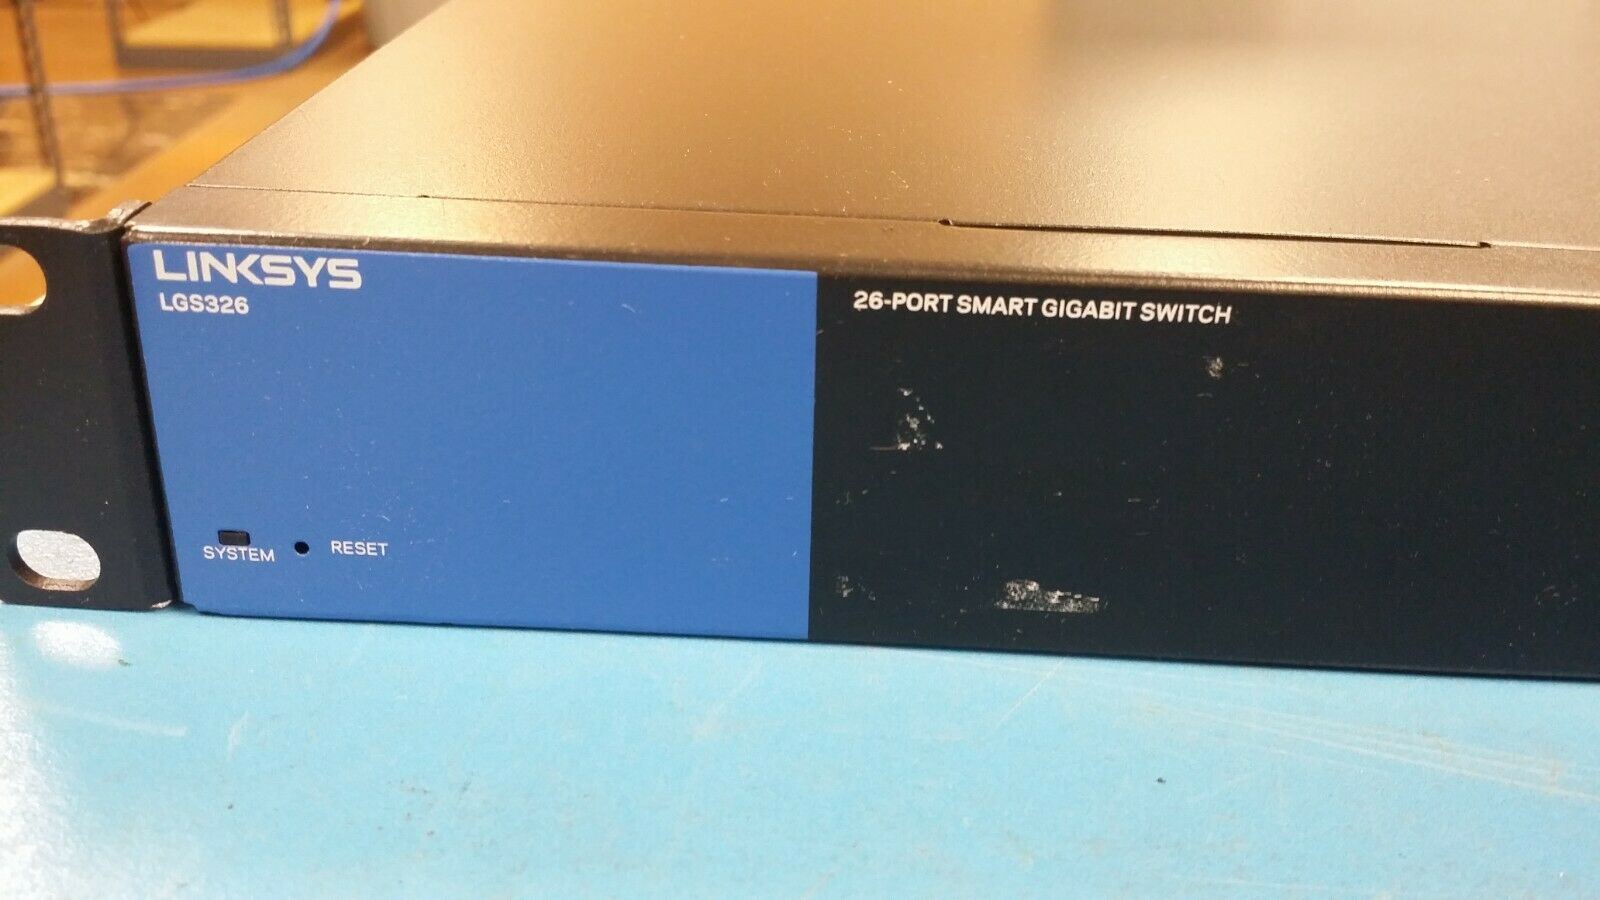 LINKSYS
LGS326
26-PORT SMART GIGABIT SWITCH
SYSTEM
RESET